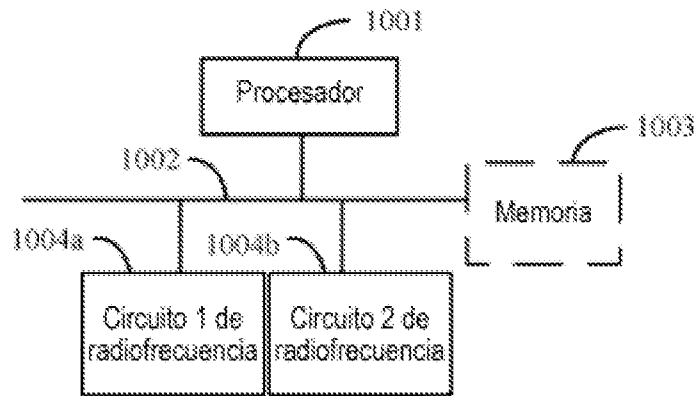 1001
Procesador
1003
1002
Memoria
1004a
1004b
Circuito 1 de
radiofrecuencia
Circuito 2 de
radiofrecuencia